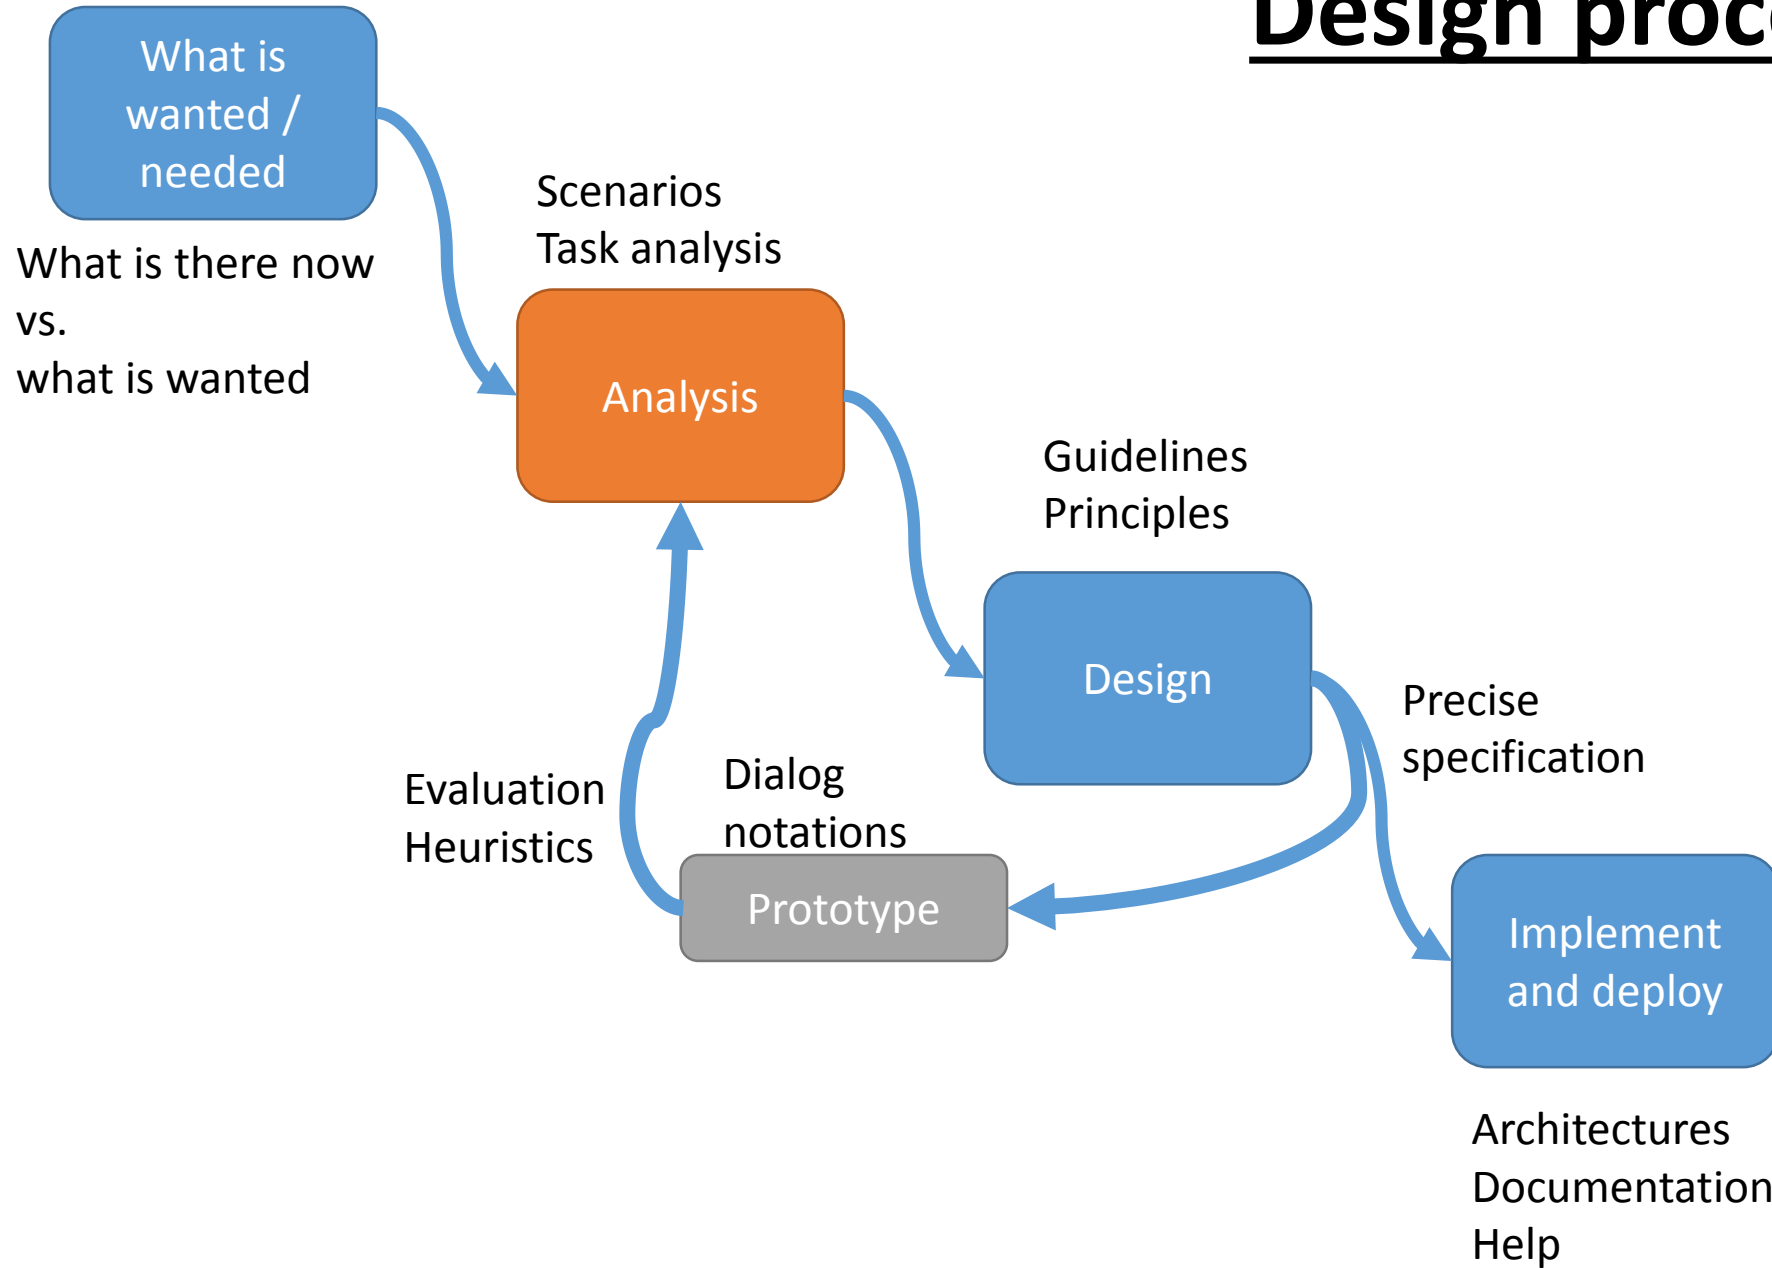 Design proc
What is
wanted /
needed
What is there now
vs.
what is wanted
Scenarios
Task analysis
Analysis
Guidelines
Principles
Design
Precise
specification
Evaluation
Heuristics
Dialog
notations
Prototype
Implement
and deploy
Architectures
Documentation
Help